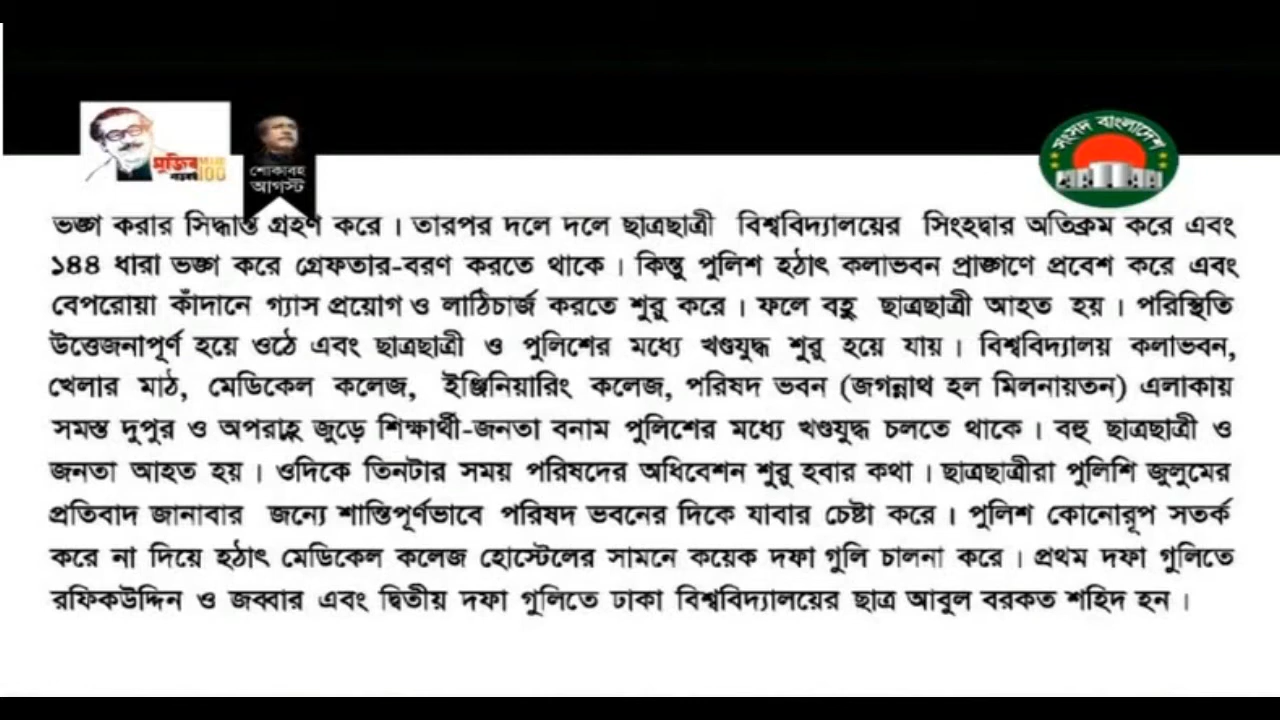 মুজিব
100
শোকাবহ
আগস্ট
সংসদ বাংলাদেশ
ভঙ্গ করার সিদ্ধান্ত গ্রহণ করে। তারপর দলে দলে ছাত্রছাত্রী বিশ্ববিদ্যালয়ের সিংহদ্বার অতিক্রম করে এবং
১৪৪ ধারা ভঙ্গ করে গ্রেফতার-বরণ করতে থাকে। কিন্তু পুলিশ হঠাৎ কলাভবন প্রাঙ্গণে প্রবেশ করে এবং
বেপরোয়া কাঁদানে গ্যাস প্রয়োগ ও লাঠিচার্জ করতে শুরু করে। ফলে বহু ছাত্রছাত্রী আহত হয়। পরিস্থিতি
উত্তেজনাপূর্ণ হয়ে ওঠে এবং ছাত্রছাত্রী ও পুলিশের মধ্যে খণ্ডযুদ্ধ শুরু হয়ে যায়। বিশ্ববিদ্যালয় কলাভবন,
খেলার মাঠ, মেডিকেল কলেজ, ইঞ্জিনিয়ারিং কলেজ, পরিষদ ভবন (জগন্নাথ হল মিলনায়তন) এলাকায়
সমস্ত দুপুর ও অপরাহ্ণ জুড়ে শিক্ষার্থী-জনতা বনাম পুলিশের মধ্যে খণ্ডযুদ্ধ চলতে থাকে। বহু ছাত্রছাত্রী ও
জনতা আহত হয়। ওদিকে তিনটার সময় পরিষদের অধিবেশন শুরু হবার কথা। ছাত্রছাত্রীরা পুলিশি জুলুমের
প্রতিবাদ জানাবার জন্যে শান্তিপূর্ণভাবে পরিষদ ভবনের দিকে যাবার চেষ্টা করে। পুলিশ কোনোরূপ সতর্ক
করে না দিয়ে হঠাৎ মেডিকেল কলেজ হোস্টেলের সামনে কয়েক দফা গুলি চালনা করে। প্রথম দফা গুলিতে
রফিকউদ্দিন ও জব্বার এবং দ্বিতীয় দফা গুলিতে ঢাকা বিশ্ববিদ্যালয়ের ছাত্র আবুল বরকত শহিদ হন।